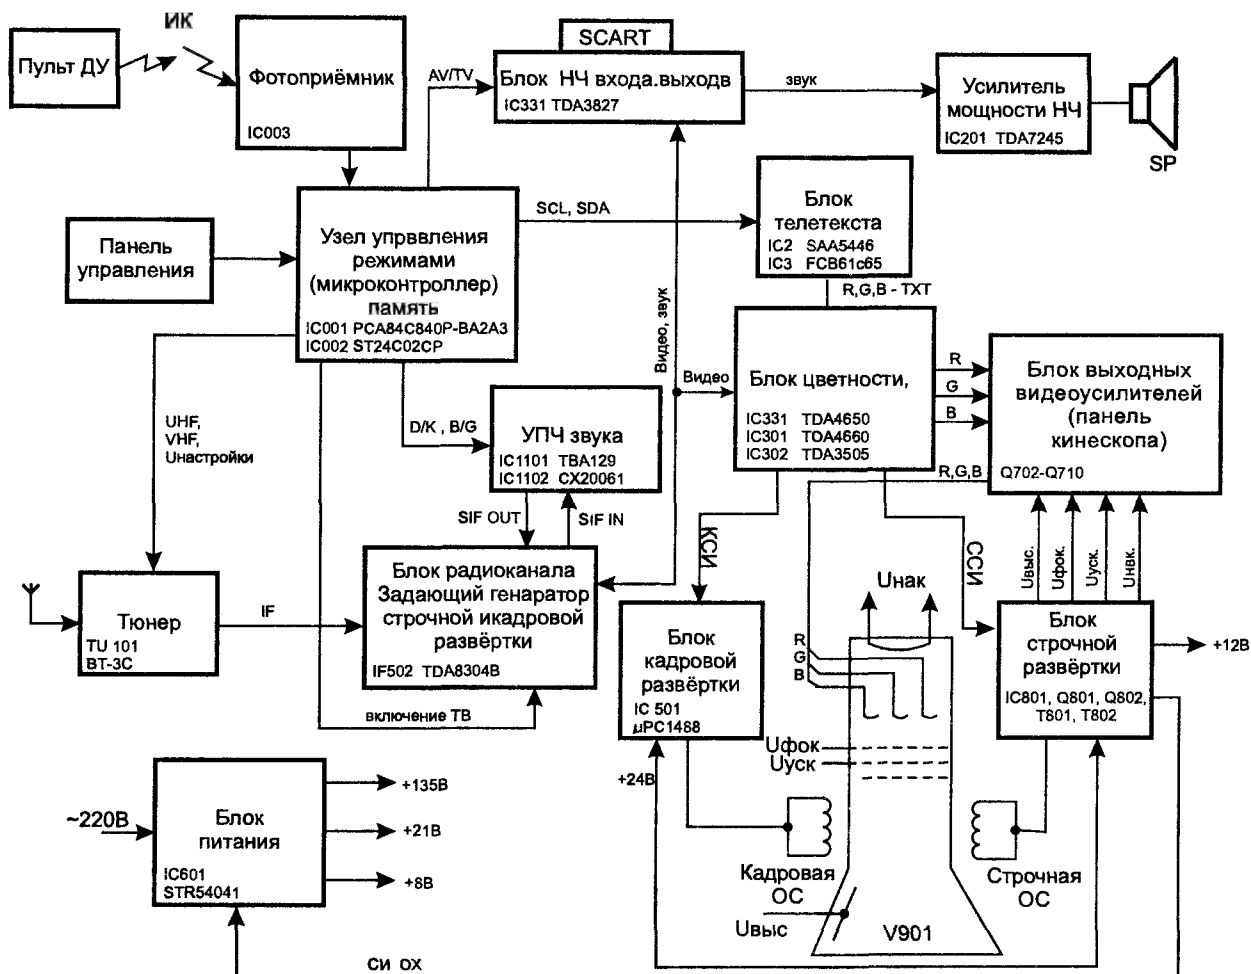 ИК
SCART
Пульт ДУ
Фотоприёмник
IC003
AV/TV
Блок НЧ входа.выходв
IC331 TDA3827
звук
Усилитель
мощности НЧ
IC201 TDA7245
SP
SCL, SDA
Блок
телетекста
IC2 SAA5446
IC3 FCB61c65
R,G,B - TXT
Панель
управления
Узел упрввления
режимами
(микроконтроллер)
память
IC001 PCA84C840P-BA2A3
IC002 ST24C02CP
Видео, звук
Видео
Блок цветности,
IC331 TDA4650
IC301 TOA4660
IC302 TDA3505
R
G
B
R,G,B
Блок выходных
видеоусилителей
(панель
кинескопа)
Q702-Q710
UHF,
VHF,
Uнастройки
D/K , B/G
УПЧ звука
IC1101 TBA129
IC1102 CX20061
SIF OUT
SIF IN
КСИ
ССИ
Uвыс.
Uфок.
Uуск.
Uнвк.
Uнак
Тюнер
TU 101
BT-3C
IF
Блок радиоканала
Задающий генаратор
строчной икадровой
развёртки
IF502 TDA8304B
включение ТВ
Блок
кадровой
развёртки
IC 501
µPC1488
R
G
B
Блок
строчной
развёртки
IC801, Q801, Q802,
T801, T802
+12В
Uфок
Uуск
+24В
~220В
Блок
питания
IC601
STR54041
+135В
+21В
+8В
Кадровая
ОС
Строчная
ОС
Uвыс
V901
СИ ОХ